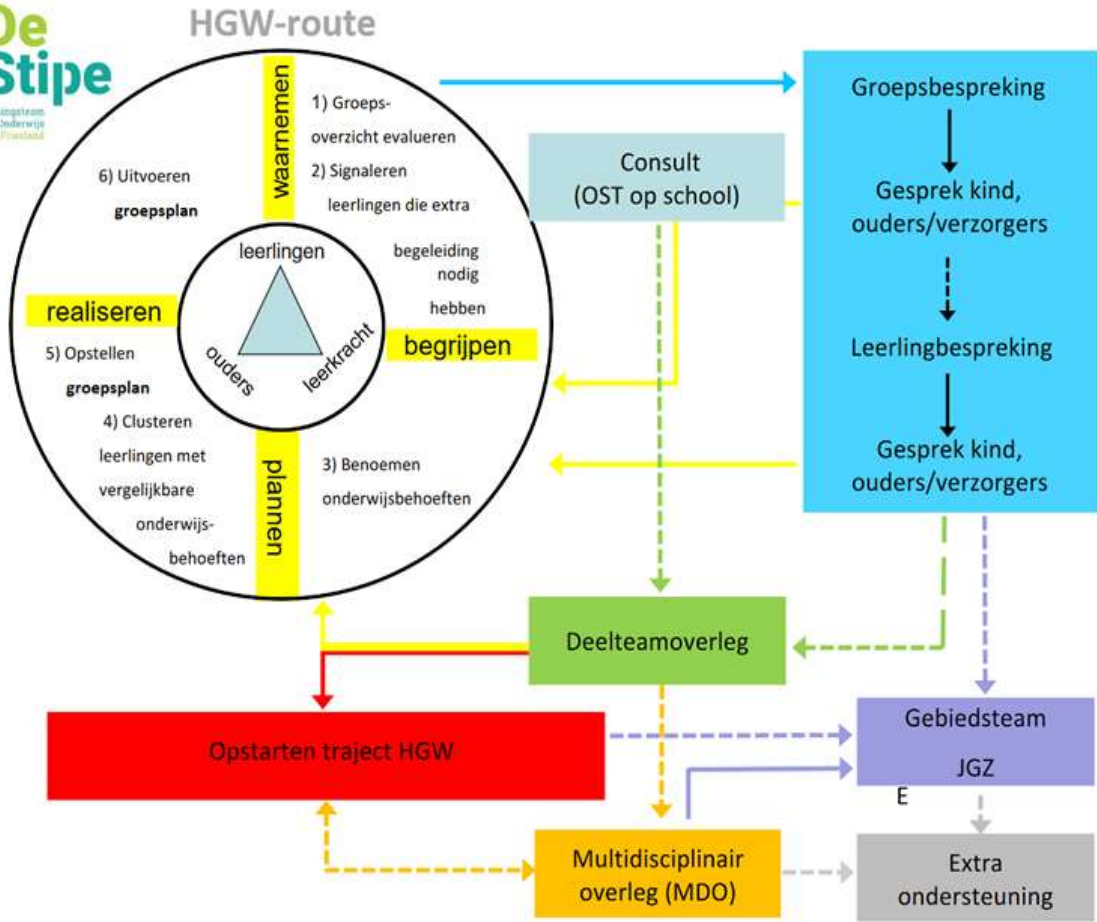 De
Stipe
HGW-route
waarnemen
1) Groeps-
overzicht evalueren
2) Signaleren
leerlingen die extra
begeleiding
nodig
hebben
begrijpen
3) Benoemen
onderwijsbehoeften
plannen
4) Clusteren
leerlingen met
vergelijkbare
onderwijs-
behoeften
5) Opstellen
groepsplan
realiseren
6) Uitvoeren
groepsplan
leerlingen
ouders
leerkracht
Consult
(OST op school)
Groepsbespreking
Gesprek kind,
ouders/verzorgers
Leerlingbespreking
Gesprek kind,
ouders/verzorgers
Deelteamoverleg
Opstarten traject HGW
Gebiedsteam
JGZ
E
Multidisciplinair
overleg (MDO)
Extra
ondersteuning